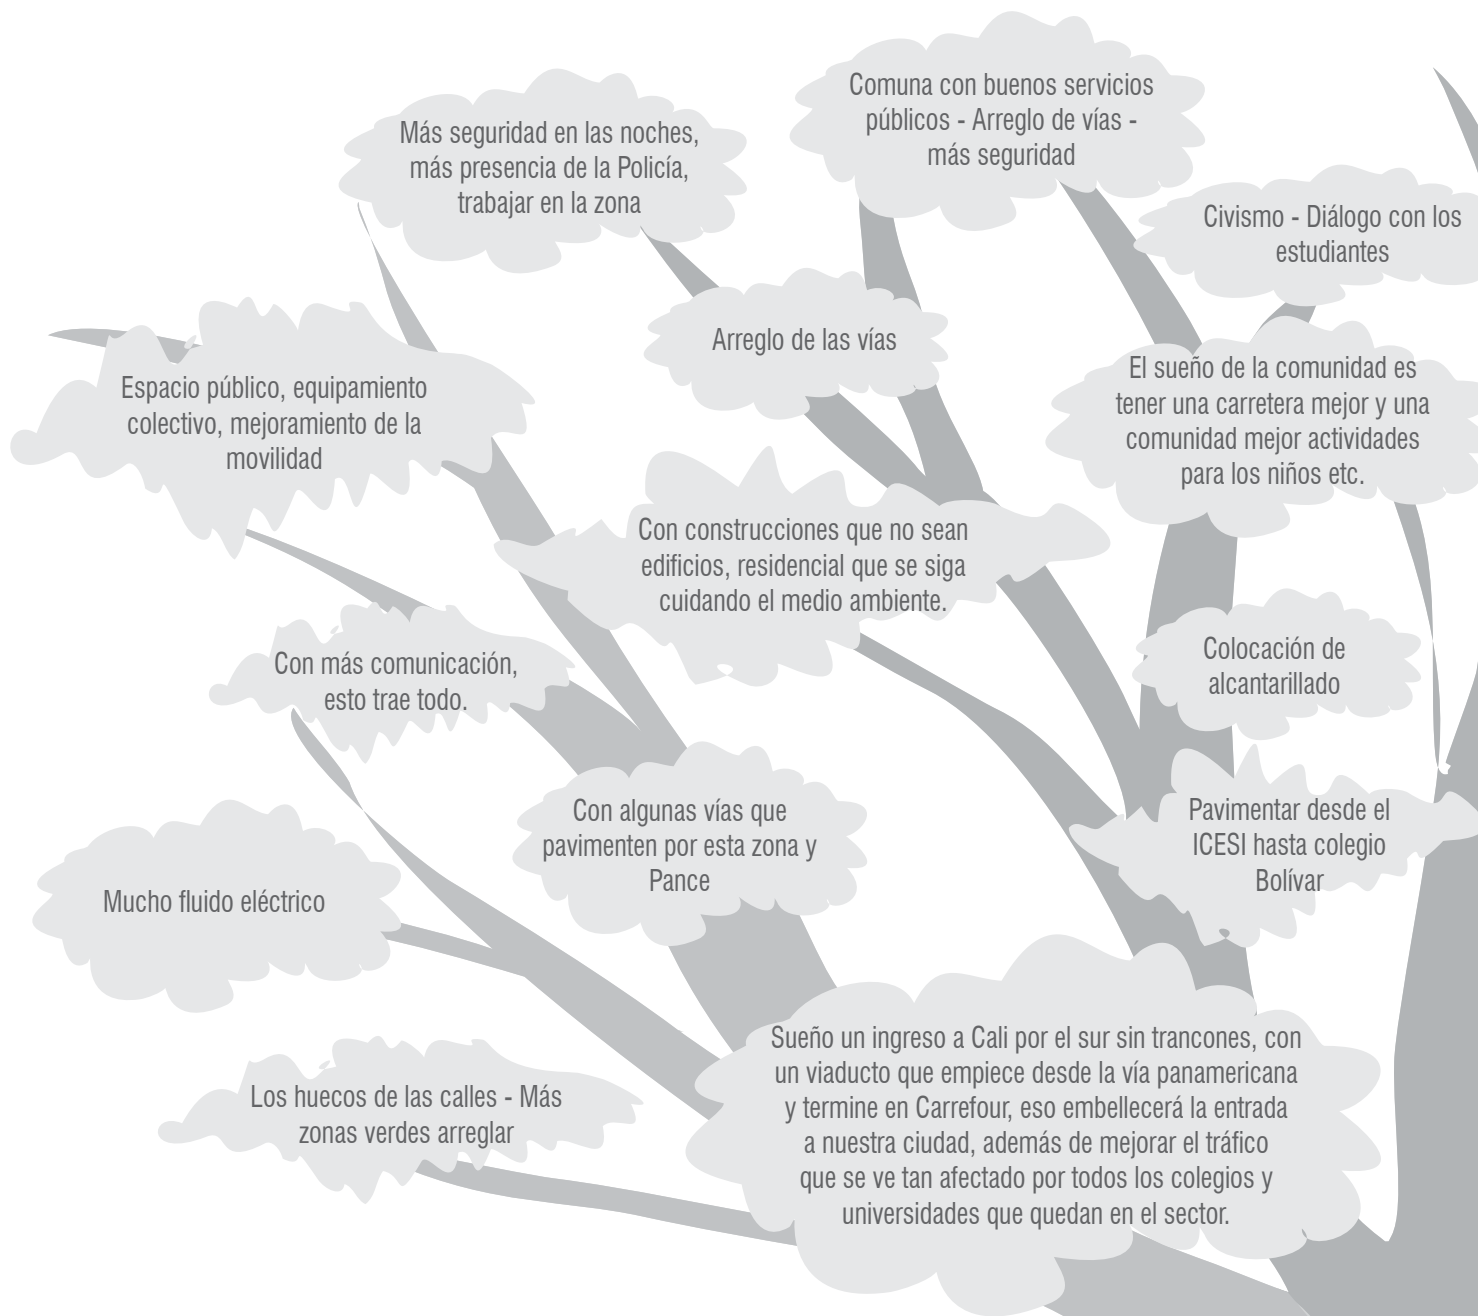 Comuna con buenos servicios
públicos - Arreglo de vías -
más seguridad
Más seguridad en las noches,
más presencia de la Policía,
trabajar en la zona
Civismo - Diálogo con los
estudiantes
Arreglo de las vías
El sueño de la comunidad es
tener una carretera mejor y una
comunidad mejor actividades
para los niños etc.
Espacio público, equipamiento
colectivo, mejoramiento de la
movilidad
Con construcciones que no sean
edificios, residencial que se siga
cuidando el medio ambiente.
Con más comunicación,
esto trae todo.
Colocación de
alcantarillado
Con algunas vías que
pavimenten por esta zona y
Pance
Pavimentar desde el
ICESI hasta colegio
Bolívar
Mucho fluido eléctrico
Sueño un ingreso a Cali por el sur sin trancones, con
un viaducto que empiece desde la vía panamericana
y termine en Carrefour, eso embellecerá la entrada
a nuestra ciudad, además de mejorar el tráfico
que se ve tan afectado por todos los colegios y
universidades que quedan en el sector.
Los huecos de las calles - Más
zonas verdes arreglar